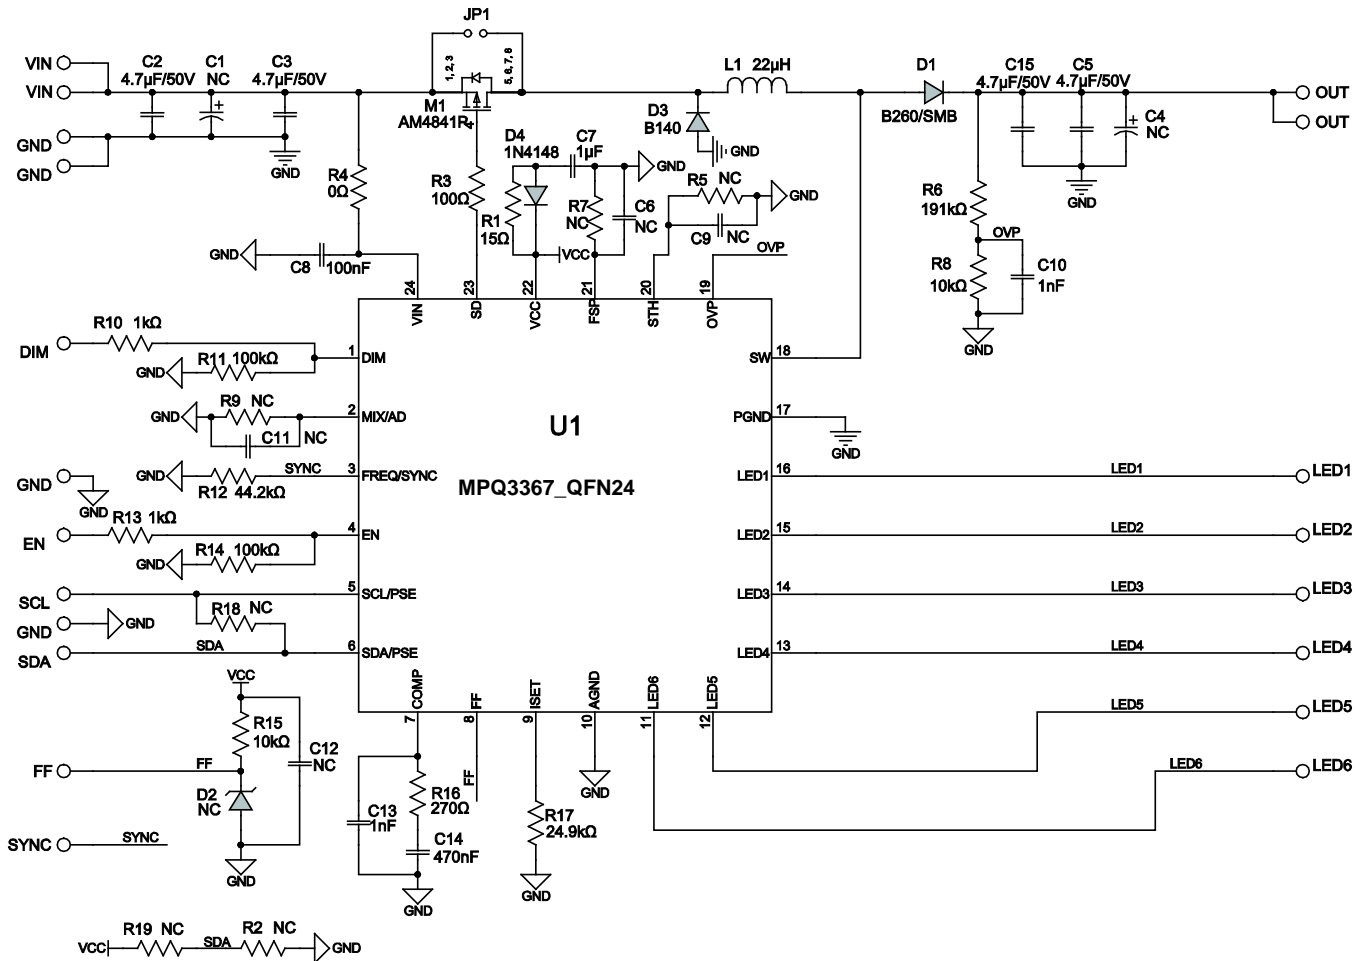 JP1
VIN
VIN
GND
GND
C2
4.7µF/50V
C1
NC
C3
4.7µF/50V
+
GND
1, 2, 3
5, 6, 7, 8
M1
AM4841R
4
L1 22µH
D1
B260/SMB
C15
4.7µF/50V
C5
4.7µF/50V
+
C4
NC
OUT
OUT
GND
D3
B140
GND
R4
0Ω
R3
100Ω
D4
1N4148
C7
1µF
GND
R1
15Ω
R7
NC
C6
NC
VCC
R5 NC
GND
C9 NC
OVP
R6
191kΩ
OVP
R8
10kΩ
C10
1nF
GND
GND
C8 100nF
24
23
22
21
20
19
VIN
SD
VCC
FSP
STH
OVP
DIM
R10 1kΩ
1
DIM
GND
R11 100kΩ
GND
R9 NC
C11 NC
2
MIX/AD
GND
GND
GND
SYNC
R12 44.2kΩ
3
FREQ/SYNC
EN
R13 1kΩ
4
EN
GND
R14 100kΩ
SCL
5
SCL/PSE
GND
GND
R18 NC
SDA
SDA
6
SDA/PSE
U1
MPQ3367_QFN24
SW
18
PGND
17
GND
LED1
16
LED1
LED1
LED2
15
LED2
LED2
LED3
14
LED3
LED3
LED4
13
LED4
LED4
COMP
FF
ISET
AGND
LED6
LED5
7
8
9
10
11
12
LED5
LED5
LED6
LED6
VCC
R15
10kΩ
C12
NC
FF
FF
D2
NC
GND
SYNC
SYNC
FF
C13
1nF
R16
270Ω
C14
470nF
GND
R17
24.9kΩ
GND
GND
VCC
R19 NC
SDA
R2 NC
GND